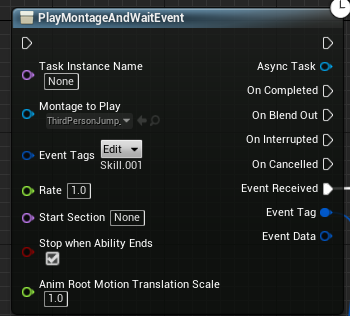 PlayMontageAndWaitEvent
Task Instance Name
None
Async Task
On Completed
Montage to Play
ThirdPersonJump_
On Blend Out
Event Tags
Edit
Skill.001
On Interrupted
On Cancelled
Rate
1.0
Event Received
Start Section
None
Event Tag
Stop when Ability Ends
Event Data
Anim Root Motion Translation Scale
1.0